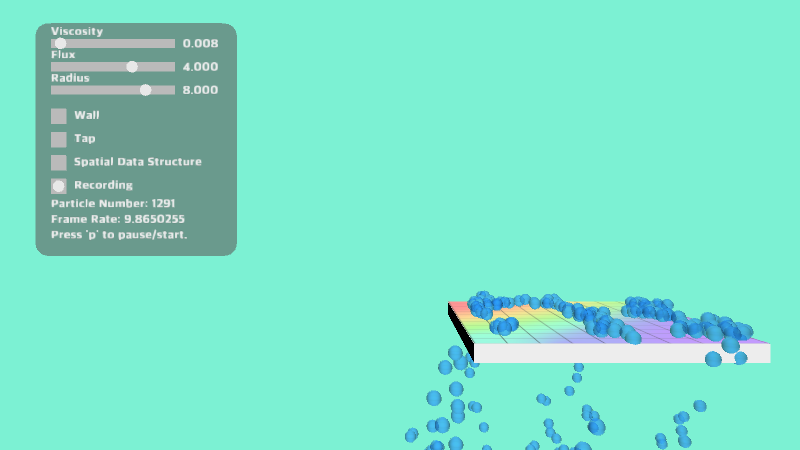 Viscosity
0.008
Flux
4.000
Radius
8.000
Wall
Tap
Spatial Data Structure
Recording
Particle Number: 1291
Frame Rate: 9.8650255
Press 'p' to pause/start.